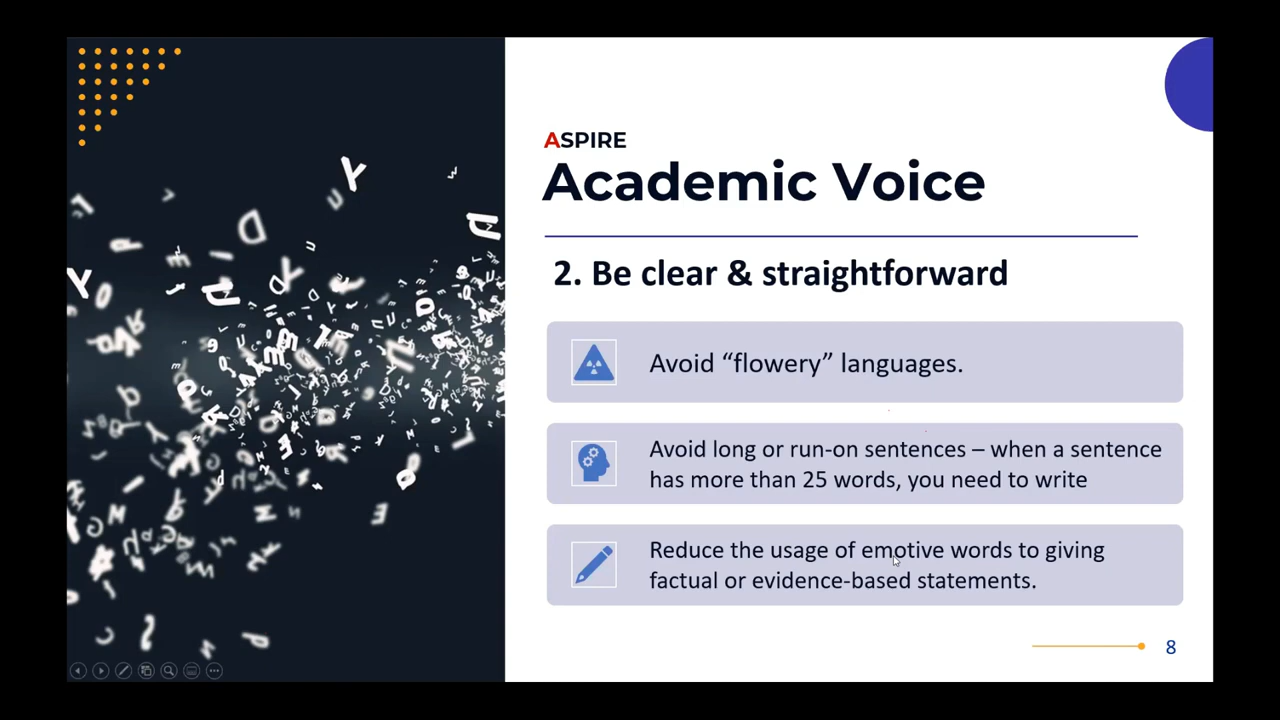 ASPIRE
Academic Voice
2. Be clear & straightforward
Avoid “flowery” languages.
Avoid long or run-on sentences – when a sentence
has more than 25 words, you need to write
Reduce the usage of emotive words to giving
factual or evidence-based statements.
8